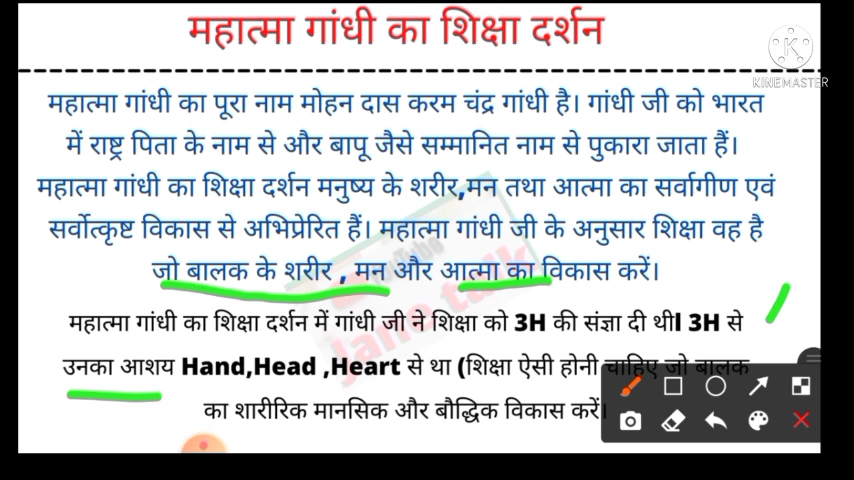 महात्मा गांधी का शिक्षा दर्शन
KINEMASTER
महात्मा गांधी का पूरा नाम मोहन दास करम चंद्र गांधी है। गांधी जी को भारत
में राष्ट्र पिता के नाम से और बापू जैसे सम्मानित नाम से पुकारा जाता हैं।
महात्मा गांधी का शिक्षा दर्शन मनुष्य के शरीर,मन तथा आत्मा का सर्वागीण एवं
सर्वोत्कृष्ट विकास से अभिप्रेरित हैं। महात्मा गांधी जी के अनुसार शिक्षा वह है
जो बालक के शरीर , मन और आत्मा का विकास करें।
महात्मा गांधी का शिक्षा दर्शन में गांधी जी ने शिक्षा को 3H की संज्ञा दी थीl 3H से
उनका आशय Hand,Head ,Heart से था (शिक्षा ऐसी होनी चाहिए जो बालक
का शारीरिक मानसिक और बौद्धिक विकास करें।